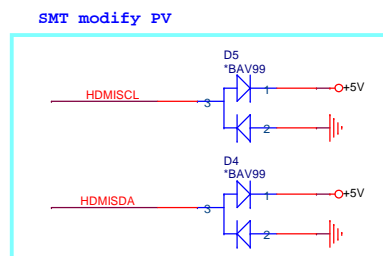 SMT modify PV
D5
*BAV99
HDMISCL
3
1
+5V
2
D4
*BAV99
HDMISDA
3
1
+5V
2